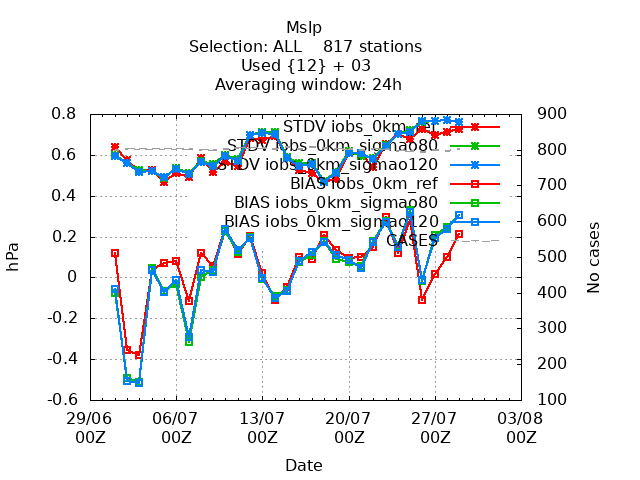 Mslp
Selection: ALL    817 stations
Used {12} + 03
Averaging window: 24h
0.8
0.6
0.4
0.2
0
-0.2
-0.4
-0.6
hPa
900
800
700
600
500
400
300
200
100
No cases
STDV iobs_0km_ref
STDV iobs_0km_sigmao80
STDV iobs_0km_sigmao120
BIAS iobs_0km_ref
BIAS iobs_0km_sigmao80
BIAS iobs_0km_sigmao120
CASES
29/06 06/07 13/07 20/07 27/07 03/08
00Z 00Z 00Z 00Z 00Z 00Z
Date